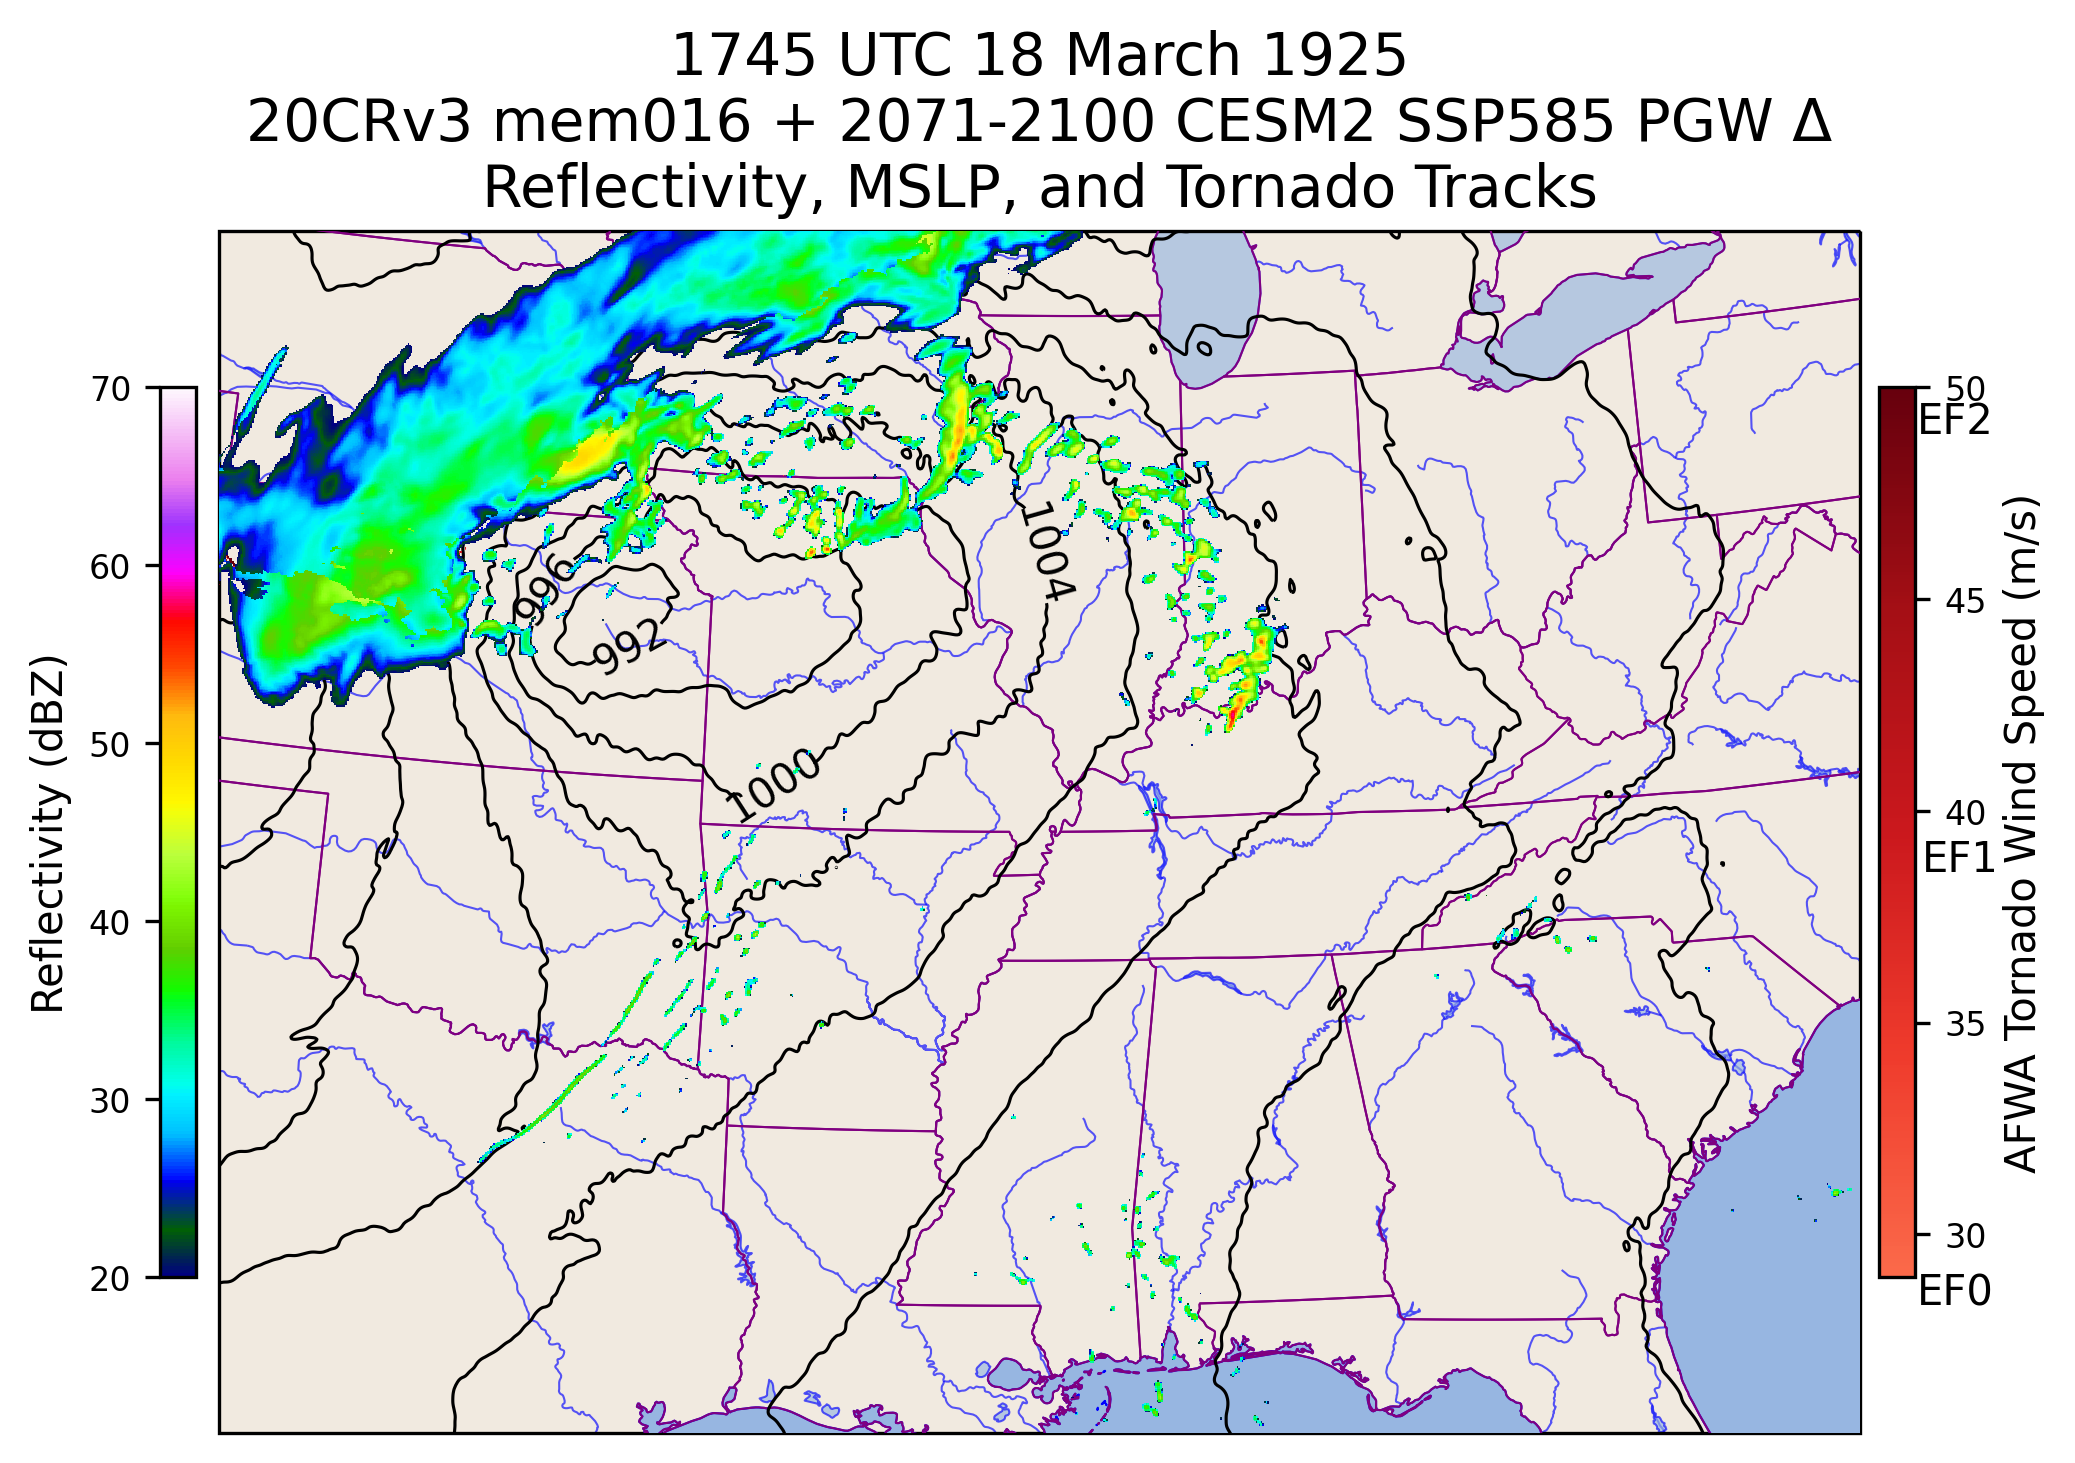 1745 UTC 18 March 1925
20CRv3 mem016 + 2071-2100 CESM2 SSP585 PGW Δ
Reflectivity, MSLP, and Tornado Tracks
70
60
50
40
30
20
Reflectivity (dBZ)
996
992
1000
1004
50
EF2
45
40
EF1
35
30
EF0
AFWA Tornado Wind Speed (m/s)